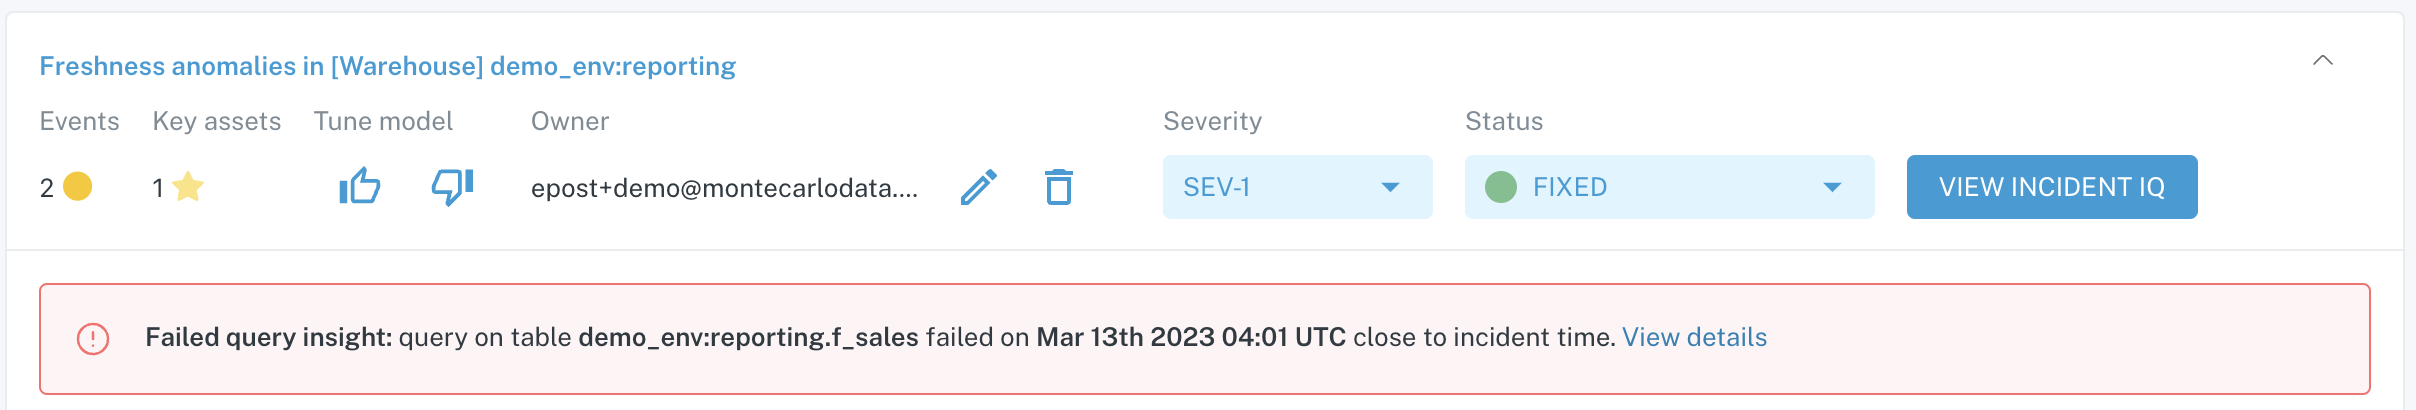 Freshness anomalies in [Warehouse] demo_env:reporting
Events Key assets Tune model Owner Severity Status
2 1 epost+demo@montecarlodata.... SEV-1 FIXED VIEW INCIDENT IQ
Failed query insight: query on table demo_env:reporting.f_sales failed on Mar 13th 2023 04:01 UTC close to incident time. View details